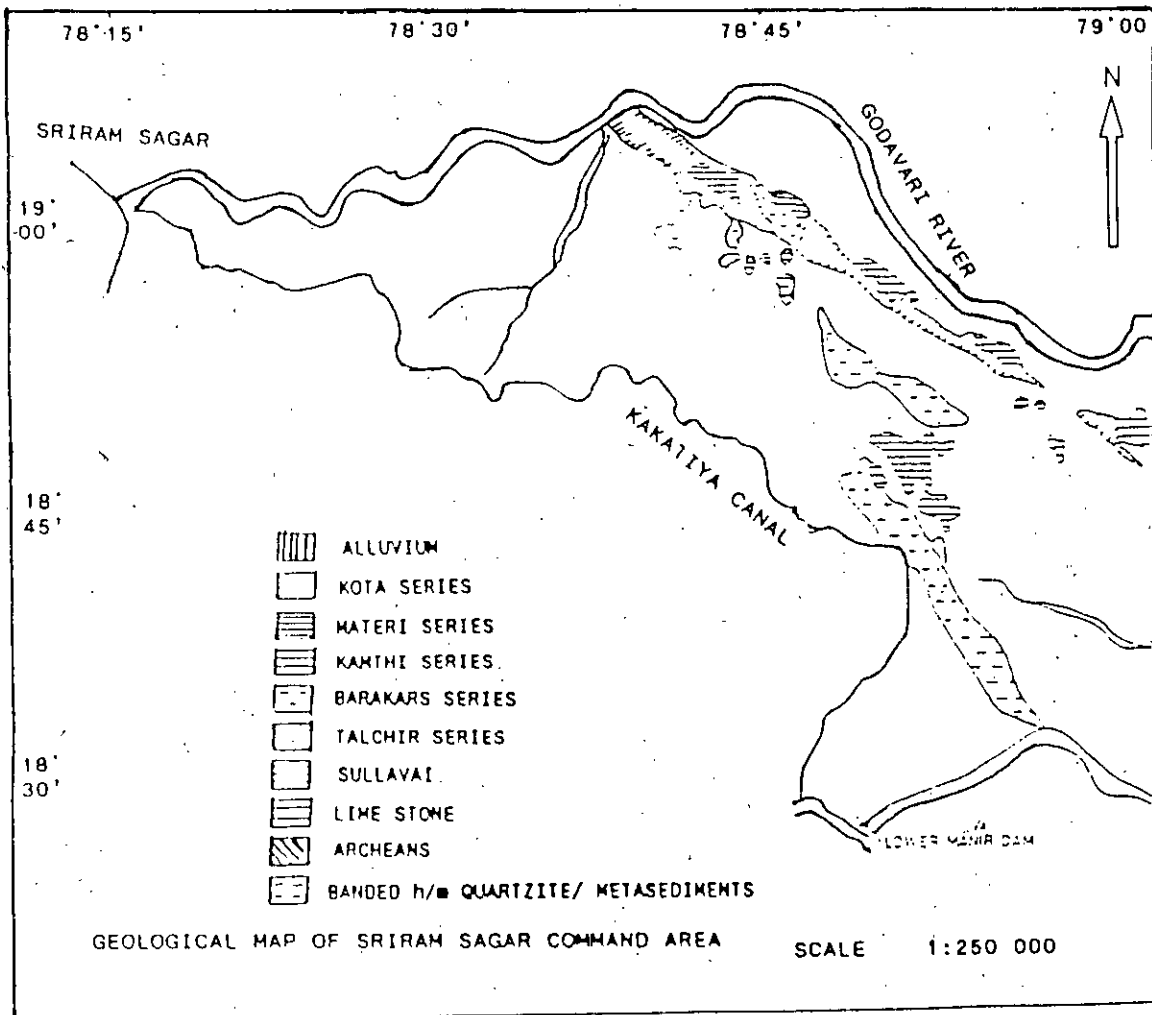 78°15'
78°30'
78°45'
79°00
N
SRIRAM SAGAR
GODAVARI RIVER
19°
00'
KAKATIYA CANAL
18°
45'
ALLUVIUM
KOTA SERIES
MATERI SERIES
KAMTHI SERIES.
BARAKARS SERIES
TALCHIR SERIES
18°
30'
SULLAVAI.
LIME STONE
ARCHEANS
LOWER MANIR DAM
BANDED h/m QUARTZITE/ METASEDIMENTS
GEOLOGICAL MAP OF SRIRAM SAGAR COMMAND AREA
SCALE 1:250 000